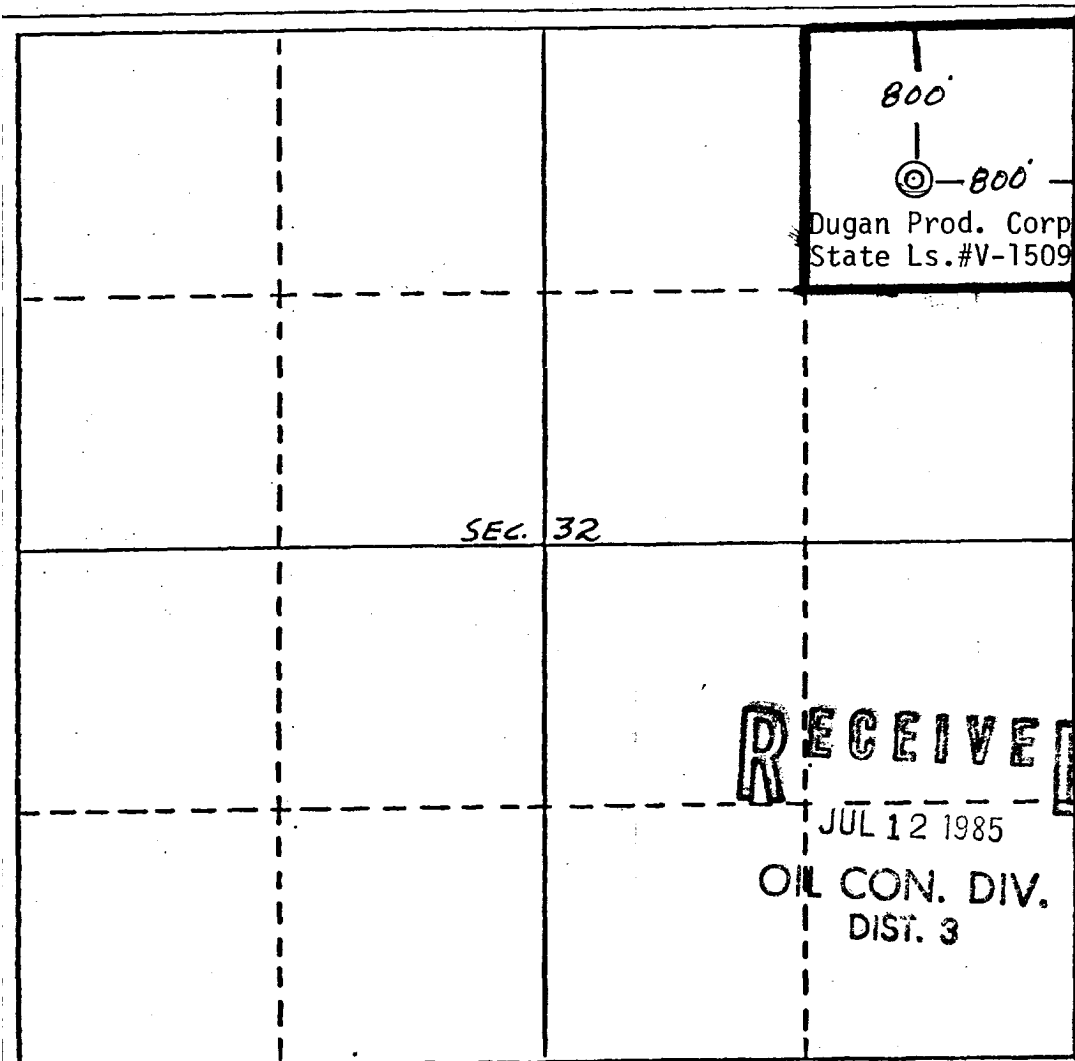 800'
800'
Dugan Prod. Corp
State Ls.#V-1509
SEC. 32
RECEIVE
JUL 12 1985
OIL CON. DIV.
DIST. 3